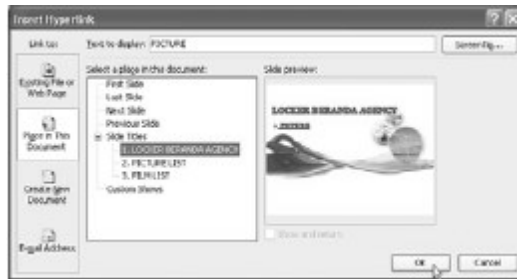 Insert Hyperlink
Link to:
Text to display: PICTURE
ScreenTip...
Existing File or
Web Page
Place in This
Document
Create New
Document
E-mail Address
Select a place in this document:
First Slide
Last Slide
Next Slide
Previous Slide
Slide Titles
1. LOCKER BERANDA AGENCY
2. PICTURE LIST
3. FILM LIST
Custom Shows
Slide preview:
LOCKER BERANDA AGENCY
Show and return
OK
Cancel